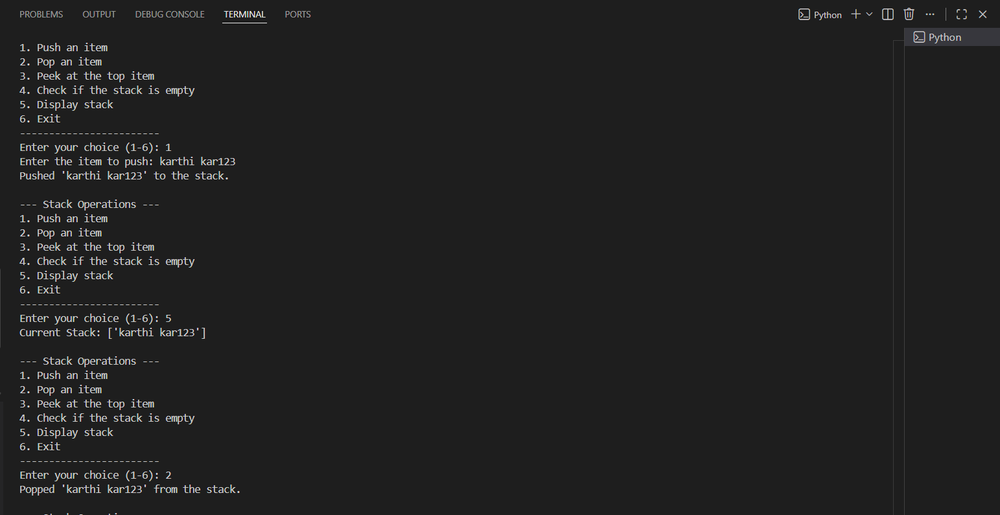 PROBLEMS OUTPUT DEBUG CONSOLE TERMINAL PORTS
Python
Python
1. Push an item
2. Pop an item
3. Peek at the top item
4. Check if the stack is empty
5. Display stack
6. Exit
------------------------
Enter your choice (1-6): 1
Enter the item to push: karthi kar123
Pushed 'karthi kar123' to the stack.
--- Stack Operations ---
1. Push an item
2. Pop an item
3. Peek at the top item
4. Check if the stack is empty
5. Display stack
6. Exit
------------------------
Enter your choice (1-6): 5
Current Stack: ['karthi kar123']
--- Stack Operations ---
1. Push an item
2. Pop an item
3. Peek at the top item
4. Check if the stack is empty
5. Display stack
6. Exit
------------------------
Enter your choice (1-6): 2
Popped 'karthi kar123' from the stack.